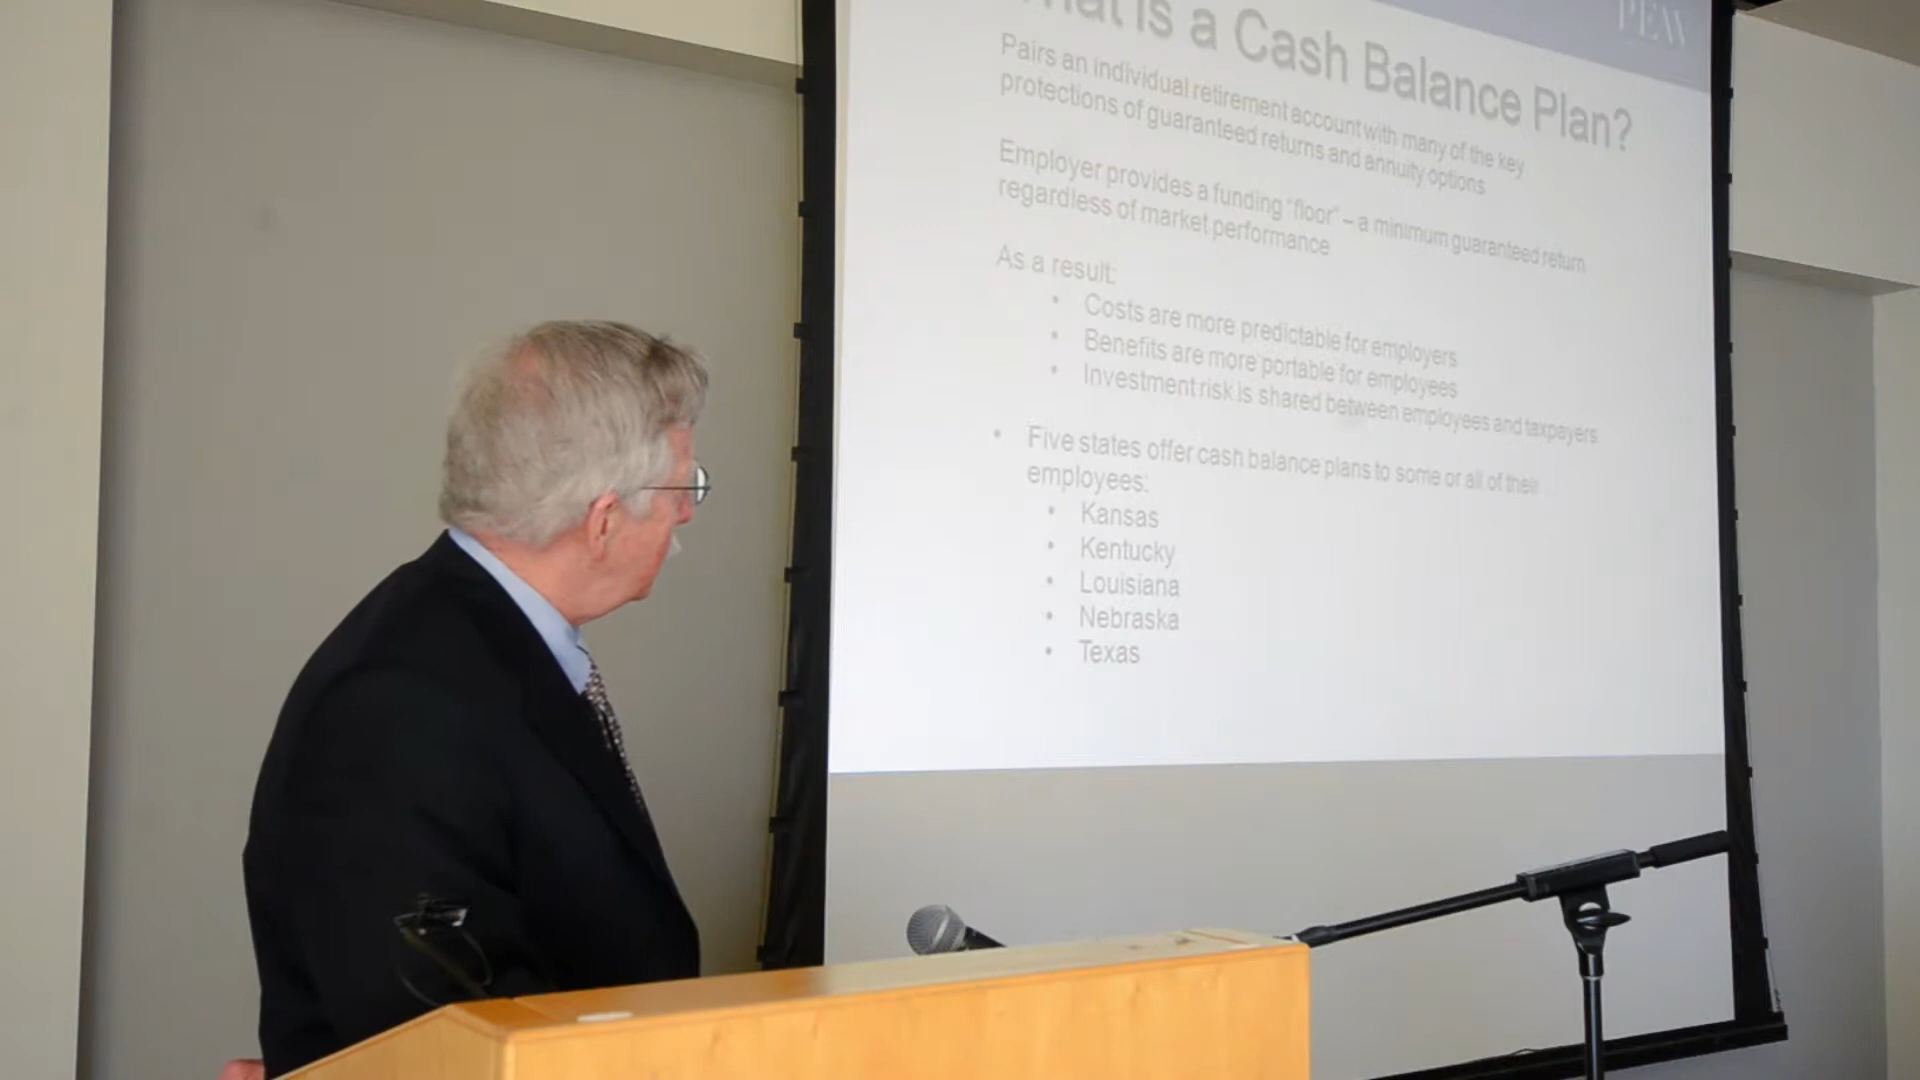 PEW
What is a Cash Balance Plan?
Pairs an individual retirement account with many of the key
protections of guaranteed returns and annuity options
Employer provides a funding "floor" – a minimum guaranteed return
regardless of market performance
As a result:
• Costs are more predictable for employers
• Benefits are more portable for employees
• Investment risk is shared between employees and taxpayers
• Five states offer cash balance plans to some or all of their
employees:
• Kansas
• Kentucky
• Louisiana
• Nebraska
• Texas